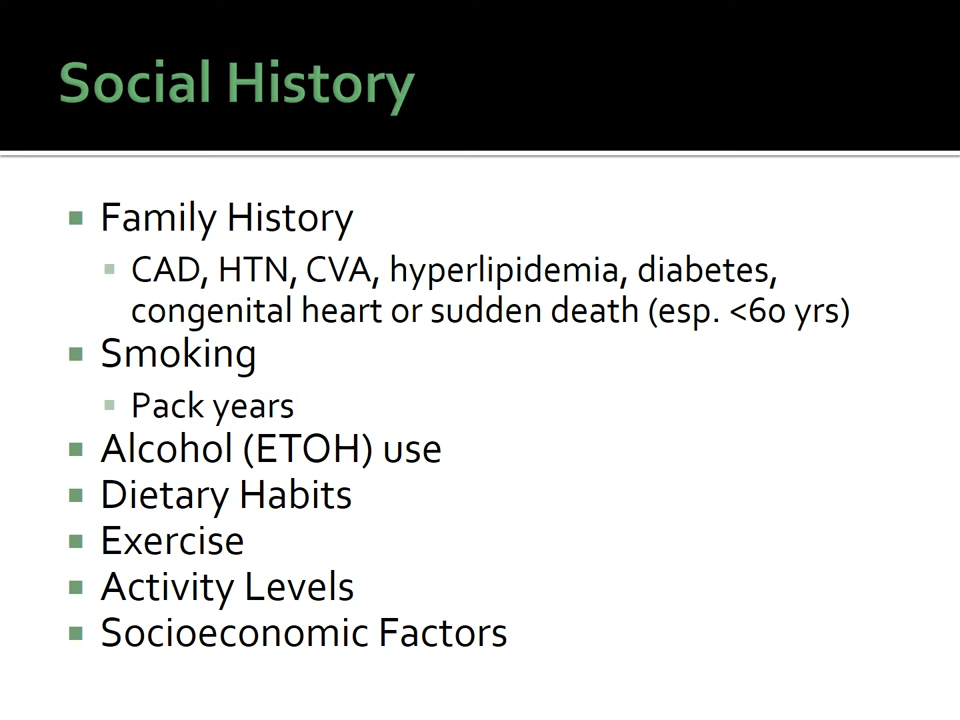 Social History
Family History
CAD, HTN, CVA, hyperlipidemia, diabetes,
congenital heart or sudden death (esp. <60 yrs)
Smoking
Pack years
Alcohol (ETOH) use
Dietary Habits
Exercise
Activity Levels
Socioeconomic Factors